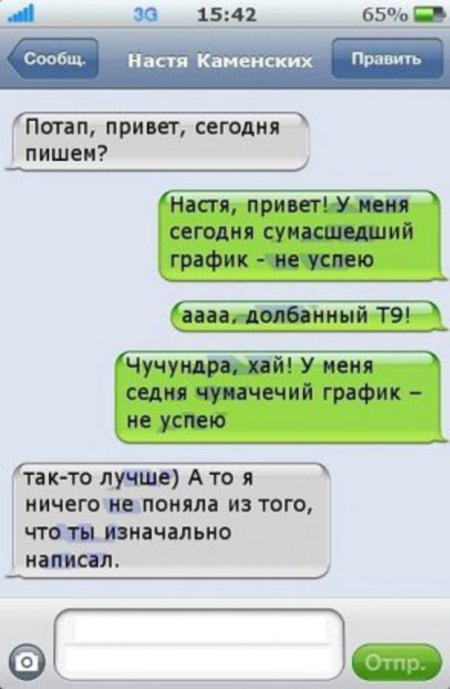 3G 15:42 65%
Сообщ. Настя Каменских Править
Потап, привет, сегодня
пишем?
Настя, привет! У меня
сегодня сумасшедший
график - не успею
аааа, долбанный Т9!
Чучундра, хай! У меня
седня чумачечий график –
не успею
так-то лучше) А то я
ничего не поняла из того,
что ты изначально
написал.
Отпр.